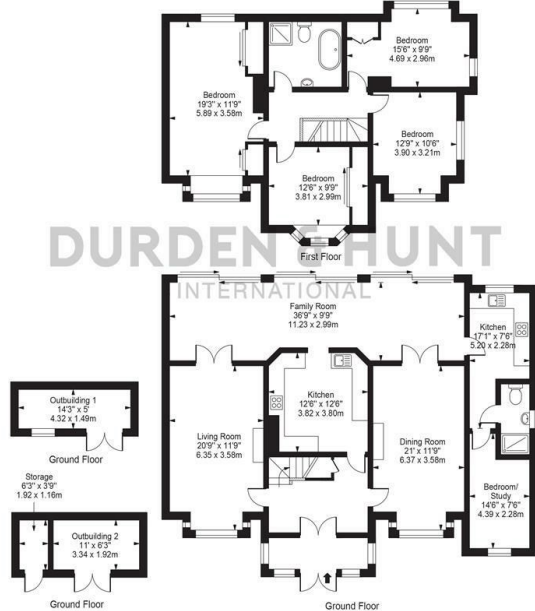 Bedroom
19'3" x 11'9"
5.89 x 3.58m
Bedroom
15'6" x 9'9"
4.69 x 2.96m
Bedroom
12'9" x 10'6"
3.90 x 3.21m
Bedroom
12'6" x 9'9"
3.81 x 2.99m
DURDEN & HUNT
INTERNATIONAL
First Floor
Family Room
36'9" x 9'9"
11.23 x 2.99m
Kitchen
17'1" x 7'6"
5.20 x 2.28m
Kitchen
12'6" x 12'6"
3.82 x 3.80m
Living Room
20'9" x 11'9"
6.35 x 3.58m
Dining Room
21' x 11'9"
6.37 x 3.58m
Bedroom/
Study
14'6" x 7'6"
4.39 x 2.28m
Outbuilding 1
14'3" x 5'
4.32 x 1.49m
Ground Floor
Storage
6'3" x 3'9"
1.92 x 1.16m
Outbuilding 2
11' x 6'3"
3.34 x 1.92m
Ground Floor
Ground Floor